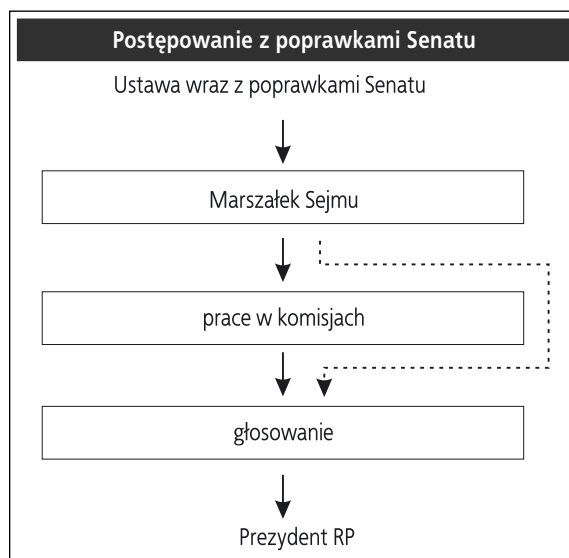 Postępowanie z poprawkami Senatu
Ustawa wraz z poprawkami Senatu
Marszałek Sejmu
prace w komisjach
głosowanie
Prezydent RP